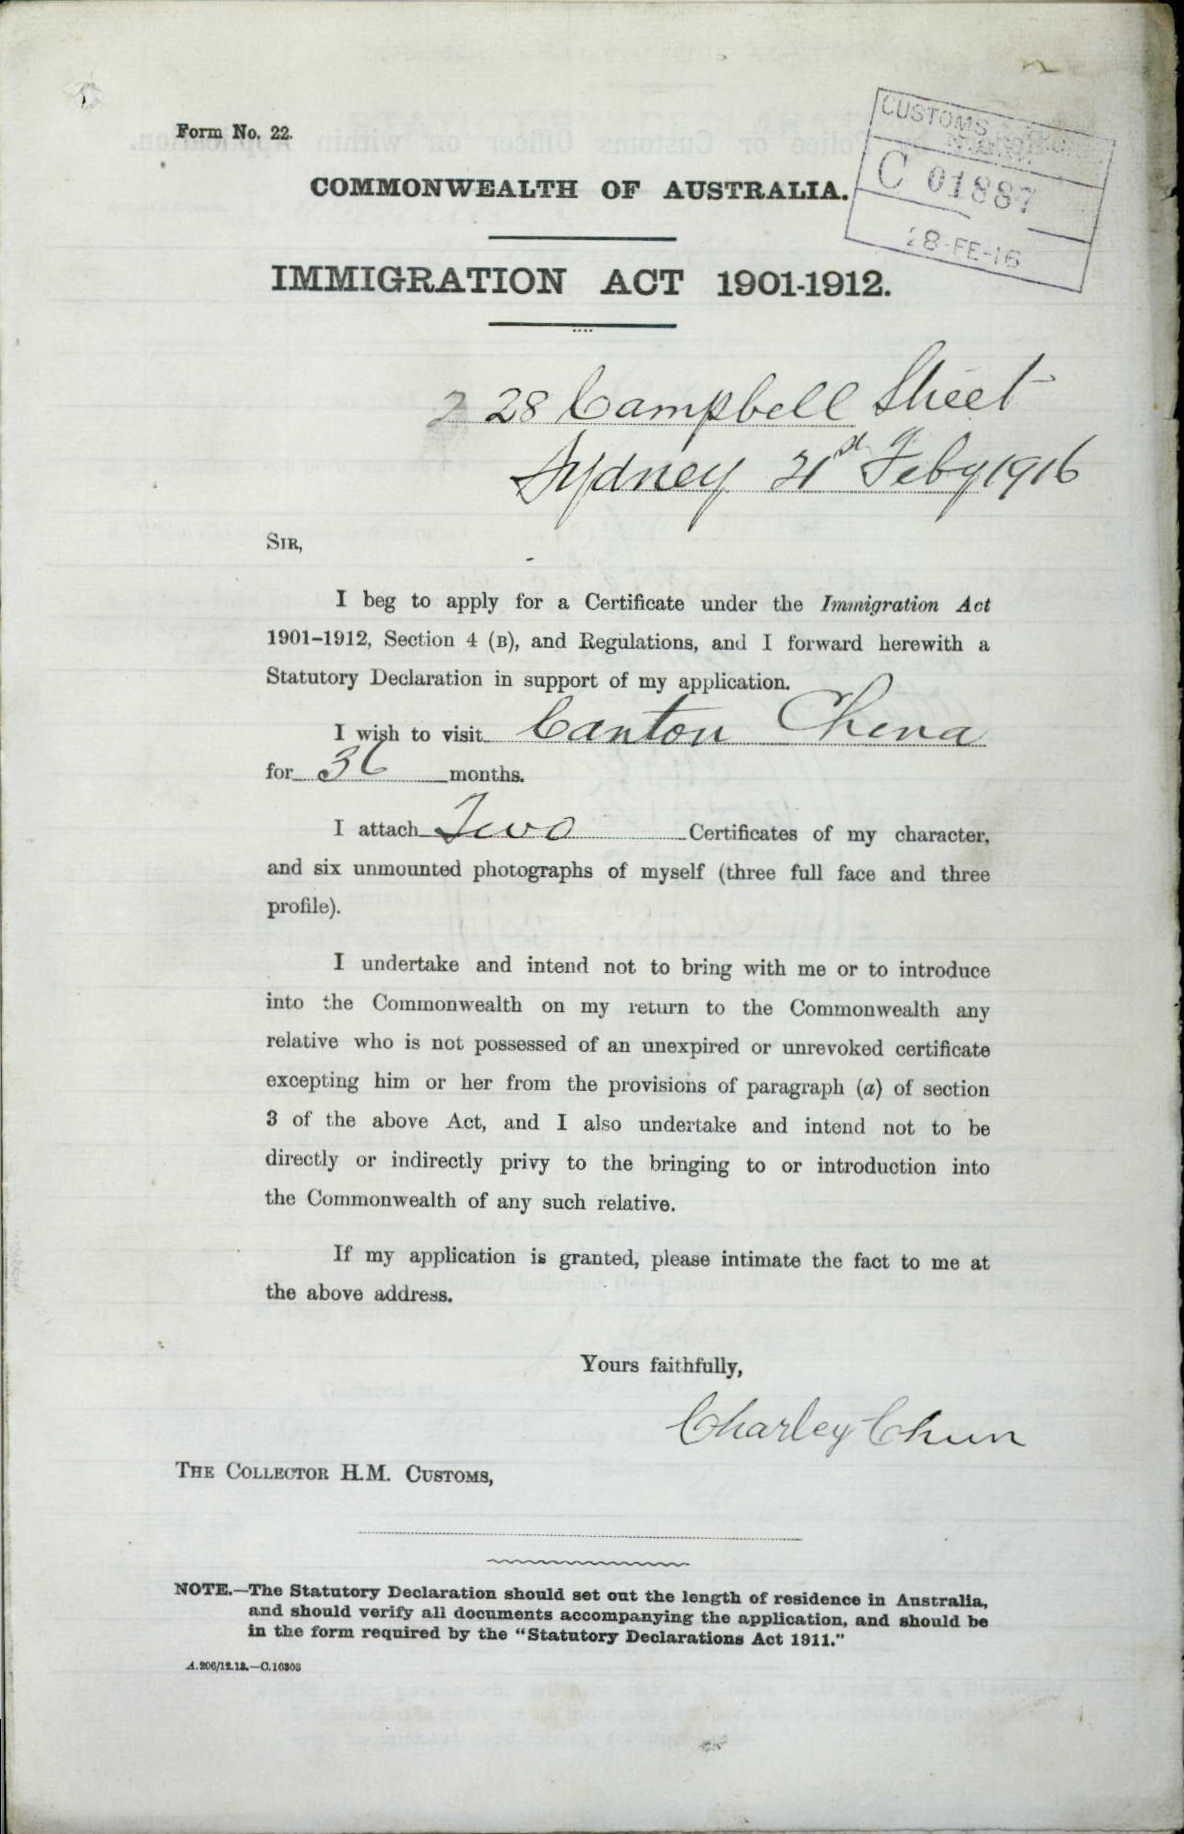 Form No. 22.
CUSTOMS
C 01887
28-FE-16
COMMONWEALTH OF AUSTRALIA.
IMMIGRATION ACT 1901-1912.
28 Campbell Street
Sydney 21st Feby 1916
SIR,
I beg to apply for a Certificate under the Immigration Act
1901–1912, Section 4 (B), and Regulations, and I forward herewith a
Statutory Declaration in support of my application.
I wish to visit Canton Chena
for 36 months.
I attach Two Certificates of my character,
and six unmounted photographs of myself (three full face and three
profile).
I undertake and intend not to bring with me or to introduce
into the Commonwealth on my return to the Commonwealth any
relative who is not possessed of an unexpired or unrevoked certificate
excepting him or her from the provisions of paragraph (a) of section
3 of the above Act, and I also undertake and intend not to be
directly or indirectly privy to the bringing to or introduction into
the Commonwealth of any such relative.
If my application is granted, please intimate the fact to me at
the above address.
Yours faithfully,
Charley Chun
THE COLLECTOR H.M. CUSTOMS,
NOTE.—The Statutory Declaration should set out the length of residence in Australia,
and should verify all documents accompanying the application, and should be
in the form required by the "Statutory Declarations Act 1911."
A.206/12.13.—C.16303